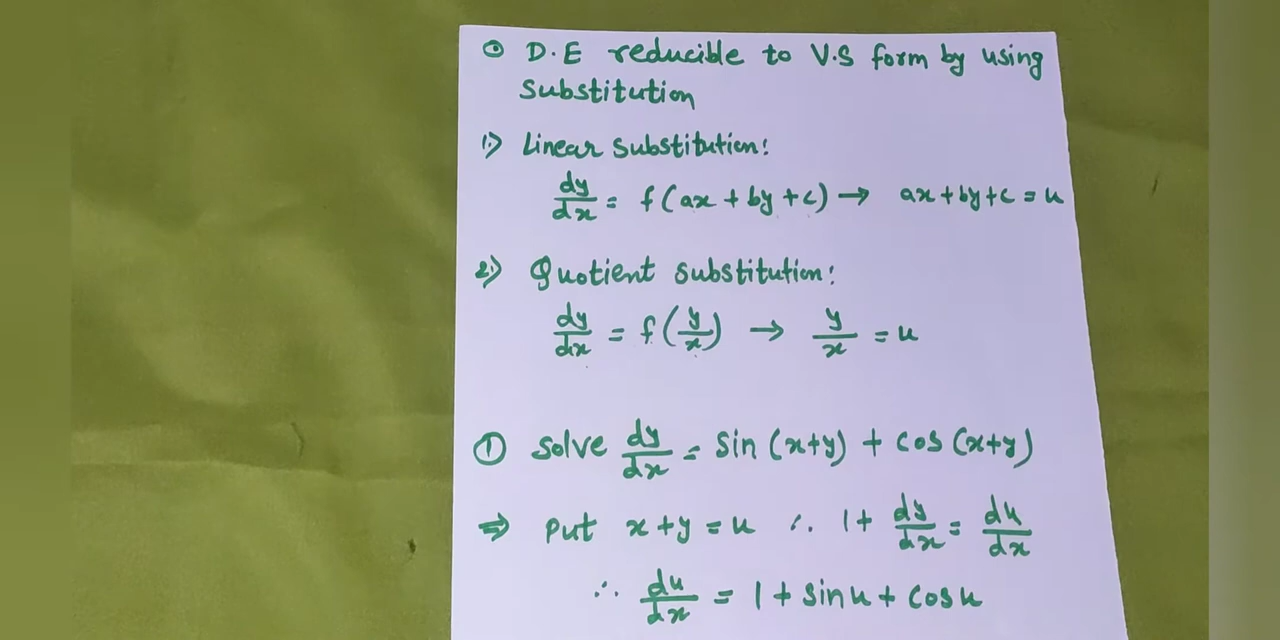 ⊙ D.E reducible to V.S form by using
substitution
1) Linear substitution:
dy/dx = f(ax + by + c) → ax + by + c = u
2) Quotient substitution:
dy/dx = f(y/x) → y/x = u
① Solve dy/dx = sin (x+y) + cos (x+y)
⇒ Put x + y = u ∴ 1 + dy/dx = du/dx
∴ du/dx = 1 + sin u + cos u